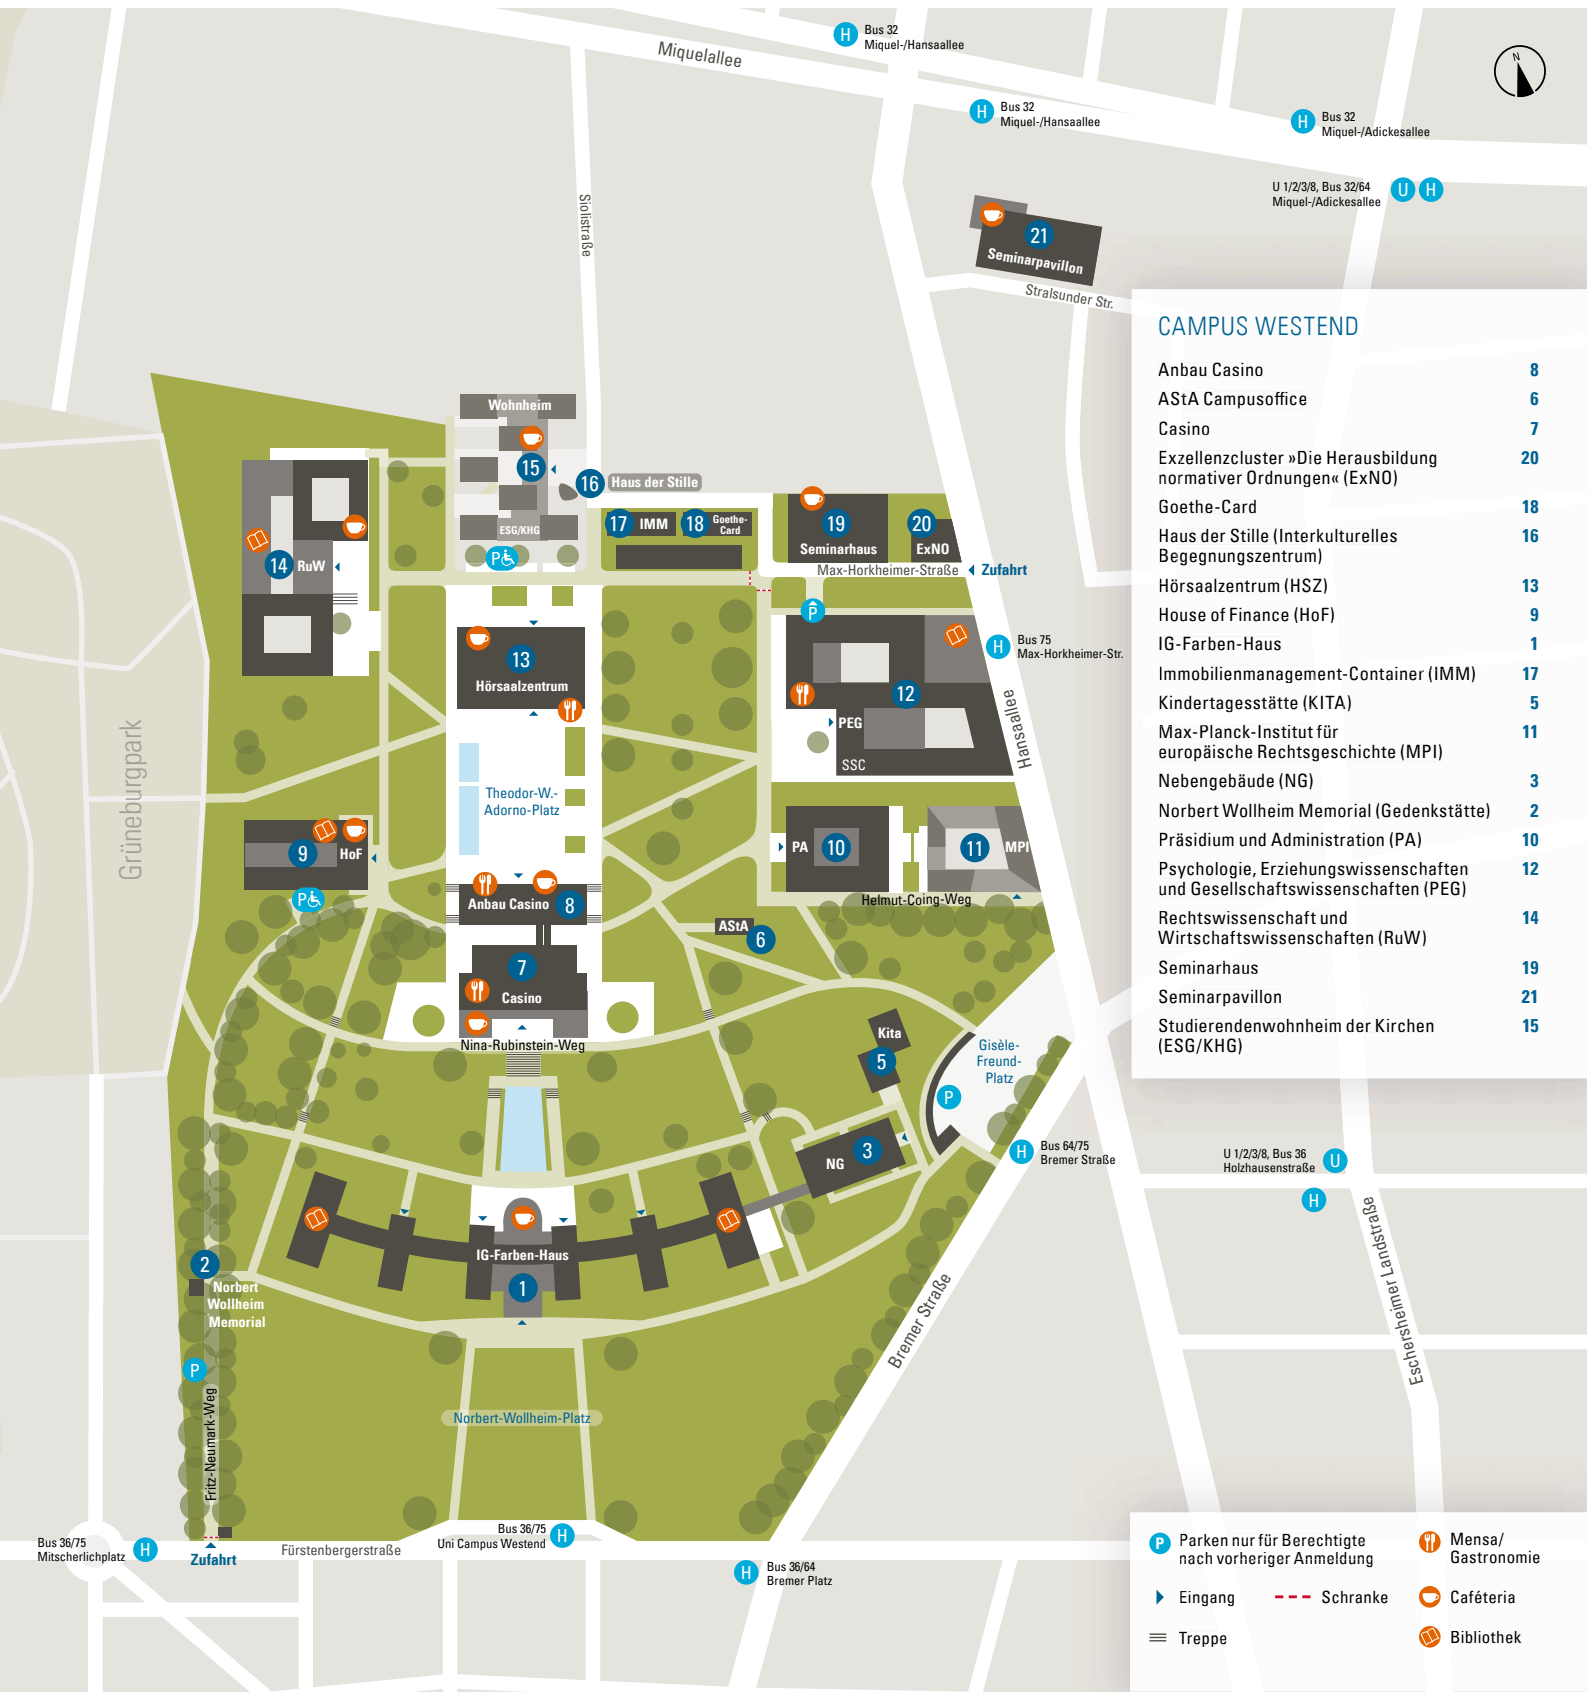 H Bus 32
Miquel-/Hansaallee
Miquelallee
N
H Bus 32
Miquel-/Hansaallee
H Bus 32
Miquel-/Adickesallee
U 1/2/3/8, Bus 32/64 U H
Miquel-/Adickesallee
Siolistraße
21
Seminarpavillon
Stralsunder Str.
CAMPUS WESTEND
Anbau Casino 8
AStA Campusoffice 6
Casino 7
Exzellenzcluster »Die Herausbildung 20
normativer Ordnungen« (ExNO)
Goethe-Card 18
Haus der Stille (Interkulturelles 16
Begegnungszentrum)
Hörsaalzentrum (HSZ) 13
House of Finance (HoF) 9
IG-Farben-Haus 1
Immobilienmanagement-Container (IMM) 17
Kindertagesstätte (KITA) 5
Max-Planck-Institut für 11
europäische Rechtsgeschichte (MPI)
Nebengebäude (NG) 3
Norbert Wollheim Memorial (Gedenkstätte) 2
Präsidium und Administration (PA) 10
Psychologie, Erziehungswissenschaften 12
und Gesellschaftswissenschaften (PEG)
Rechtswissenschaft und 14
Wirtschaftswissenschaften (RuW)
Seminarhaus 19
Seminarpavillon 21
Studierendenwohnheim der Kirchen 15
(ESG/KHG)
Wohnheim
15
16 Haus der Stille
ESG/KHG
P
17 IMM
18 Goethe-
Card
19
Seminarhaus
20
ExNO
Max-Horkheimer-Straße
Zufahrt
14 RuW
P
H Bus 75
Max-Horkheimer-Str.
13
Hörsaalzentrum
12
PEG
SSC
Hansaallee
Grüneburgpark
Theodor-W.-
Adorno-Platz
9 HoF
P
PA 10
11 MPI
Helmut-Coing-Weg
Anbau Casino 8
AStA
6
7
Casino
Nina-Rubinstein-Weg
Kita
5
Gisèle-
Freund-
Platz
P
H Bus 64/75
Bremer Straße
NG 3
U 1/2/3/8, Bus 36 U
Holzhausenstraße
H
IG-Farben-Haus
1
2
Norbert
Wollheim
Memorial
P
Fritz-Neumark-Weg
Bremer Straße
Eschersheimer Landstraße
Norbert-Wollheim-Platz
Bus 36/75 H
Mitscherlichplatz
Zufahrt
Fürstenbergerstraße
Bus 36/75 H
Uni Campus Westend
H Bus 36/64
Bremer Platz
P Parken nur für Berechtigte
nach vorheriger Anmeldung
Mensa/
Gastronomie
Eingang
Schranke
Caféteria
Treppe
Bibliothek